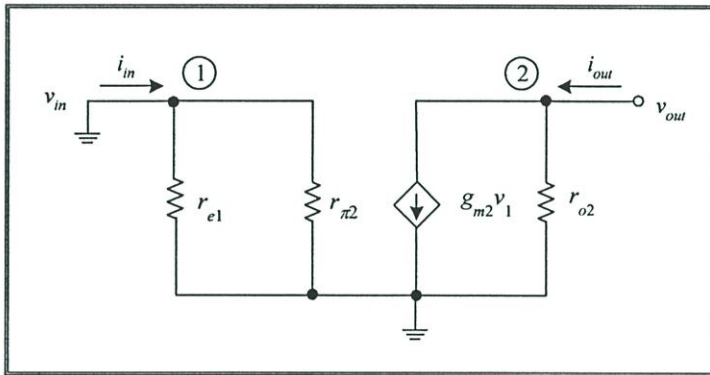 i_in
1
2
i_out
v_in
v_out
r_e1
r_π2
g_m2 v_1
r_o2